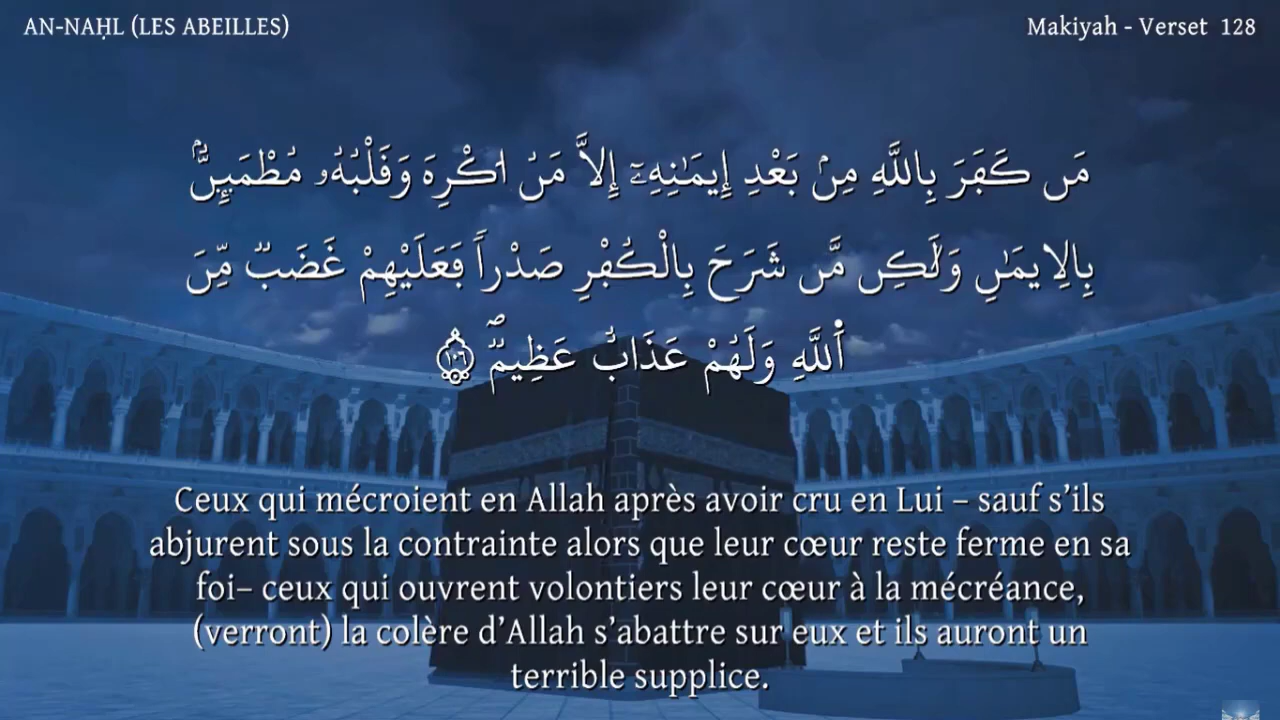 AN-NAḤL (LES ABEILLES)
Makiyah - Verset 128
مَن كَفَرَ بِاللَّهِ مِنۢ بَعْدِ إِيمَٰنِهِۦٓ إِلَّا مَنُ ا۟كْرِهَ وَقَلْبُهُۥ مُطْمَئِنٌّۢ
بِالِايمَٰنِ وَلَٰكِن مَّن شَرَحَ بِالْكُفْرِ صَدْراٗ فَعَلَيْهِمْ غَضَبٞ مِّنَ
اَ۬للَّهِ وَلَهُمْ عَذَابٌ عَظِيمٞۖ ١٠٦
Ceux qui mécroient en Allah après avoir cru en Lui – sauf s’ils
abjurent sous la contrainte alors que leur cœur reste ferme en sa
foi– ceux qui ouvrent volontiers leur cœur à la mécréance,
(verront) la colère d’Allah s’abattre sur eux et ils auront un
terrible supplice.